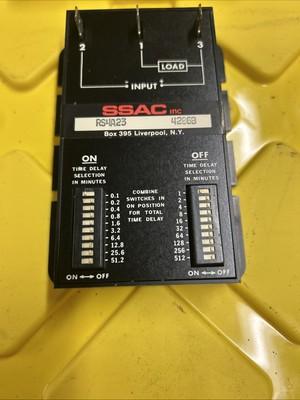 2 1 3
LOAD
INPUT
SSAC inc
RS4A23 42060
Box 395 Liverpool, N.Y.
ON
TIME DELAY
SELECTION
IN MINUTES
0.1
0.2
0.4
0.8
1.6
3.2
6.4
12.8
25.6
51.2
ON ↔ OFF
COMBINE
SWITCHES IN
ON POSITION
FOR TOTAL
TIME DELAY
OFF
TIME DELAY
SELECTION
IN MINUTES
1
2
4
8
16
32
64
128
256
512
ON ↔ OFF